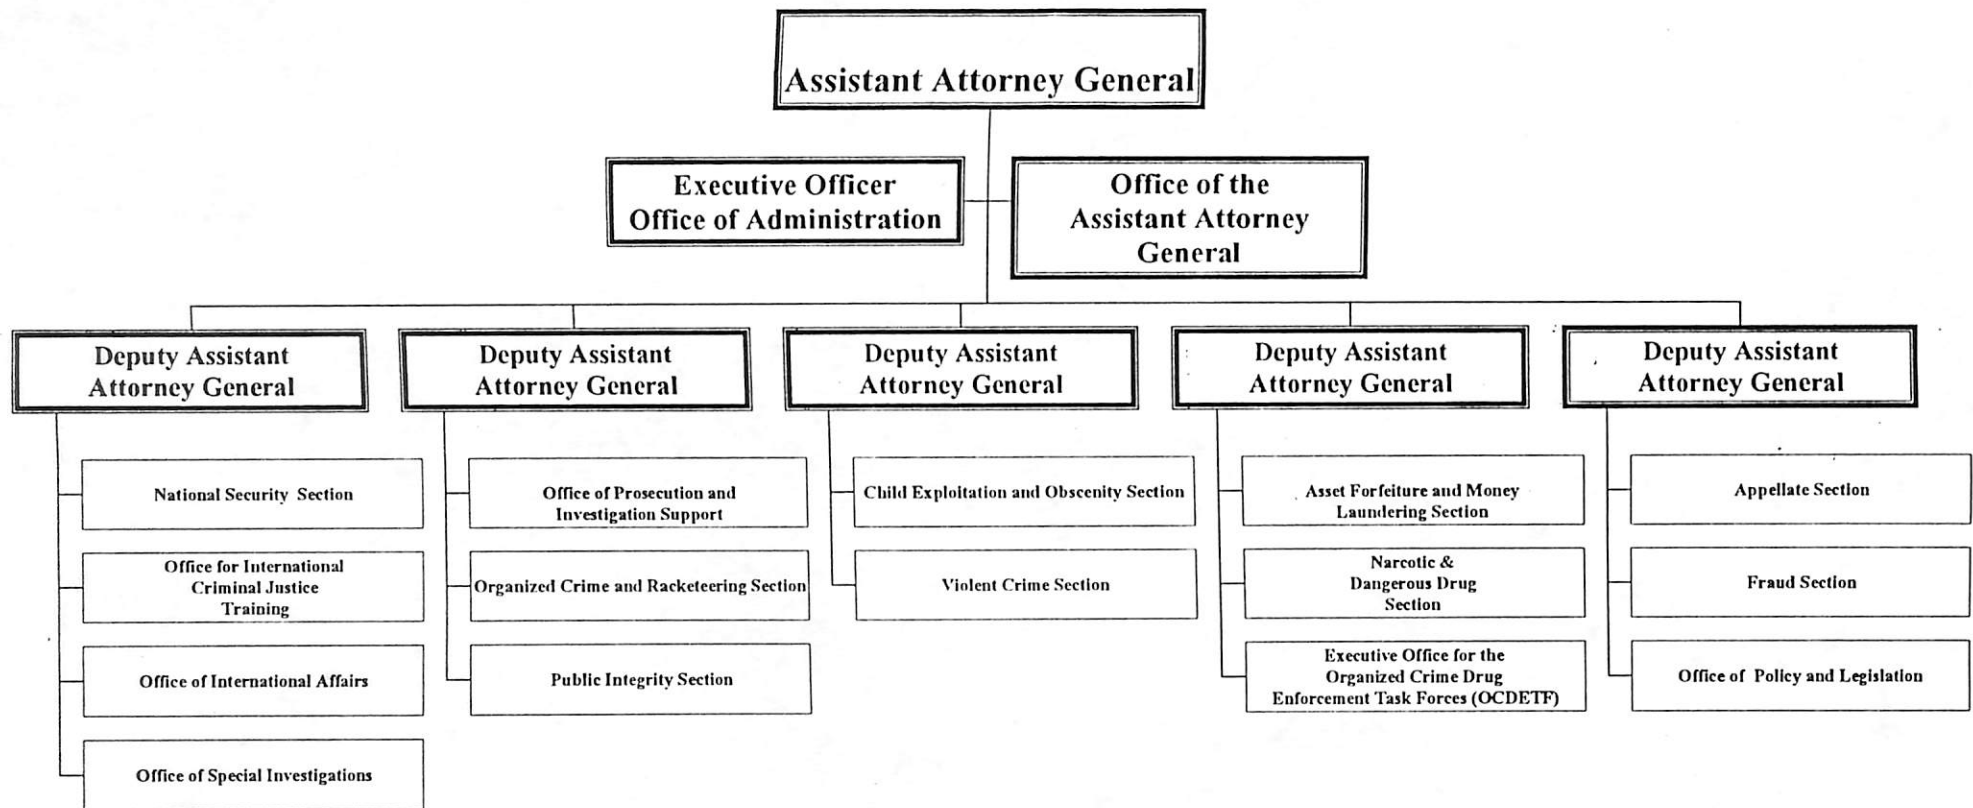 Assistant Attorney General
Executive Officer
Office of Administration
Office of the
Assistant Attorney
General
Deputy Assistant
Attorney General
Deputy Assistant
Attorney General
Deputy Assistant
Attorney General
Deputy Assistant
Attorney General
Deputy Assistant
Attorney General
National Security Section
Office for International
Criminal Justice
Training
Office of International Affairs
Office of Special Investigations
Office of Prosecution and
Investigation Support
Organized Crime and Racketeering Section
Public Integrity Section
Child Exploitation and Obscenity Section
Violent Crime Section
Asset Forfeiture and Money
Laundering Section
Narcotic &
Dangerous Drug
Section
Executive Office for the
Organized Crime Drug
Enforcement Task Forces (OCDETF)
Appellate Section
Fraud Section
Office of Policy and Legislation